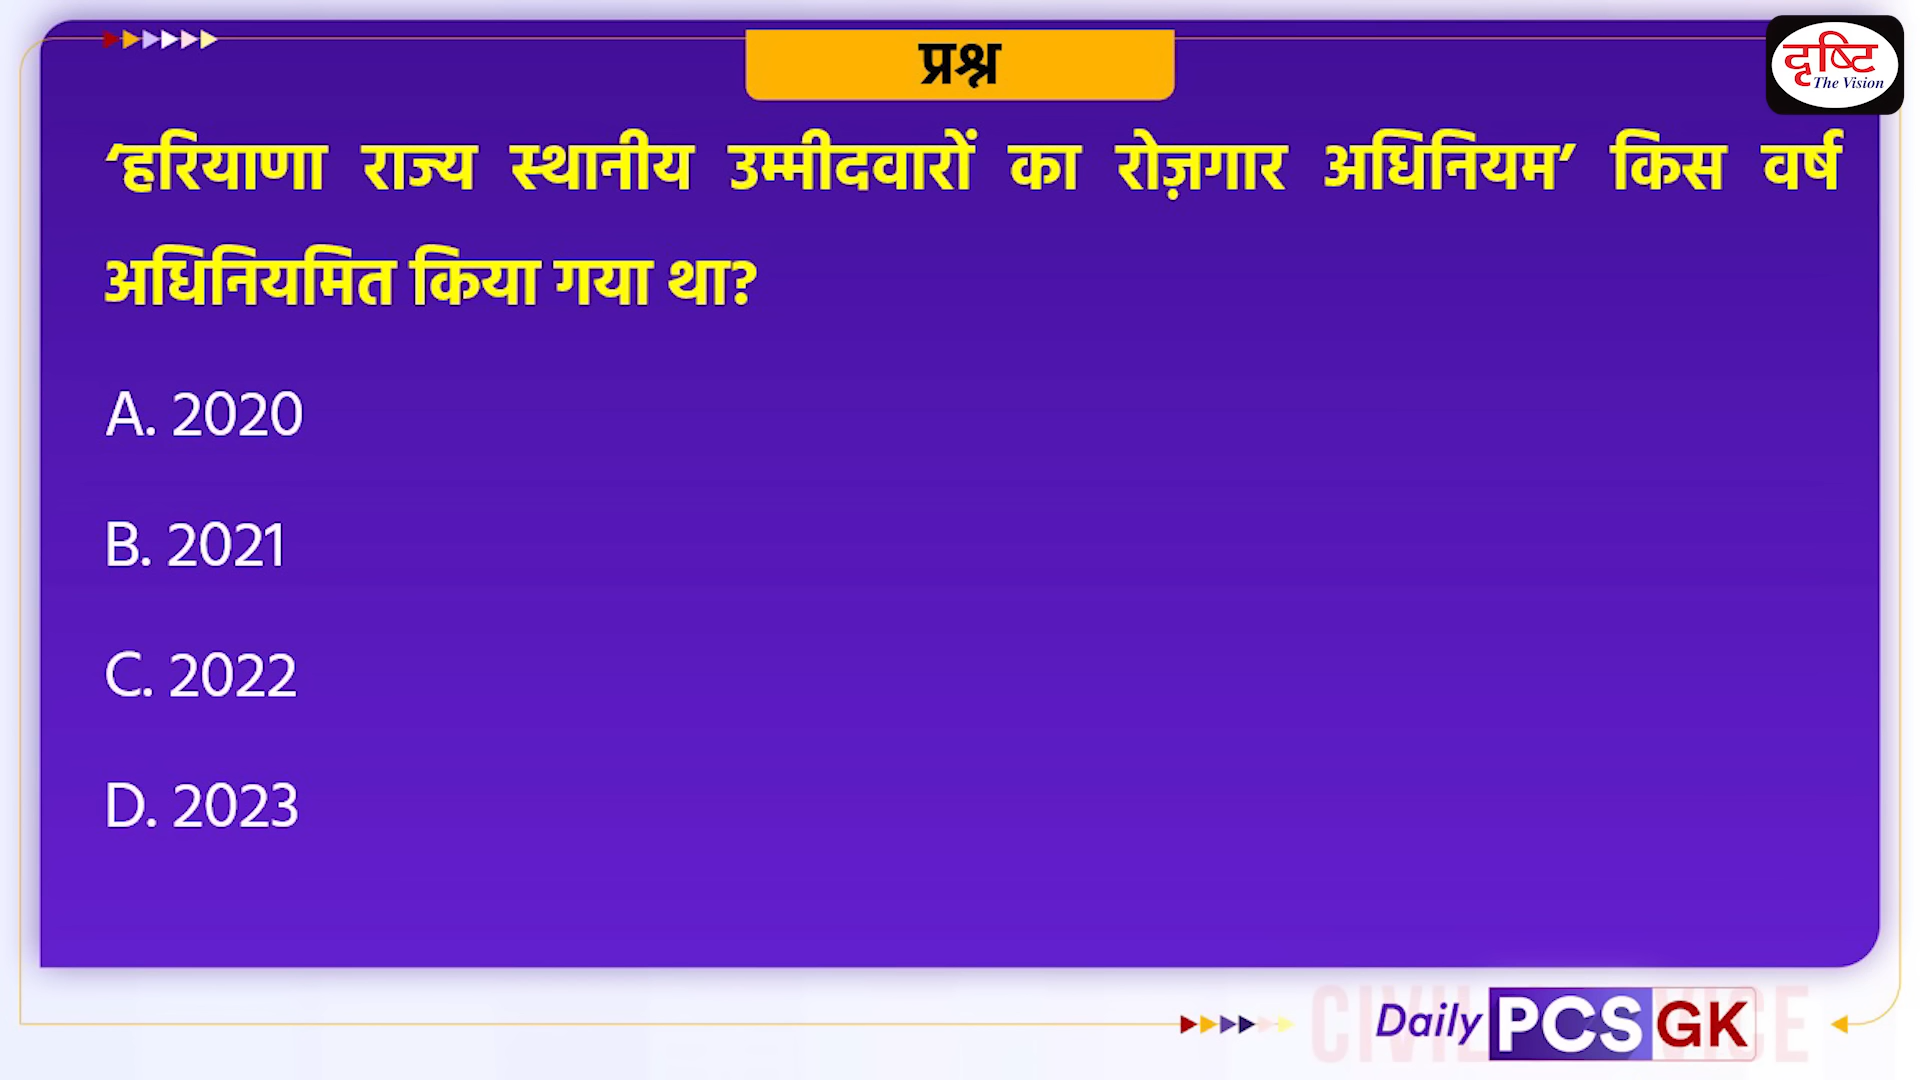 प्रश्न
दृष्टि
The Vision
‘हरियाणा राज्य स्थानीय उम्मीदवारों का रोज़गार अधिनियम’ किस वर्ष
अधिनियमित किया गया था?
A. 2020
B. 2021
C. 2022
D. 2023
Daily PCS GK